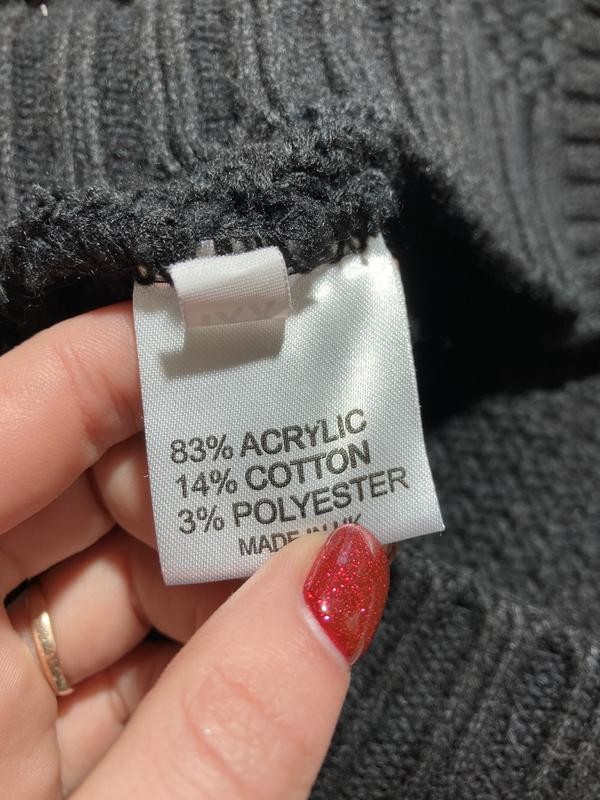 83% ACRYLIC
14% COTTON
3% POLYESTER
MADE IN UK